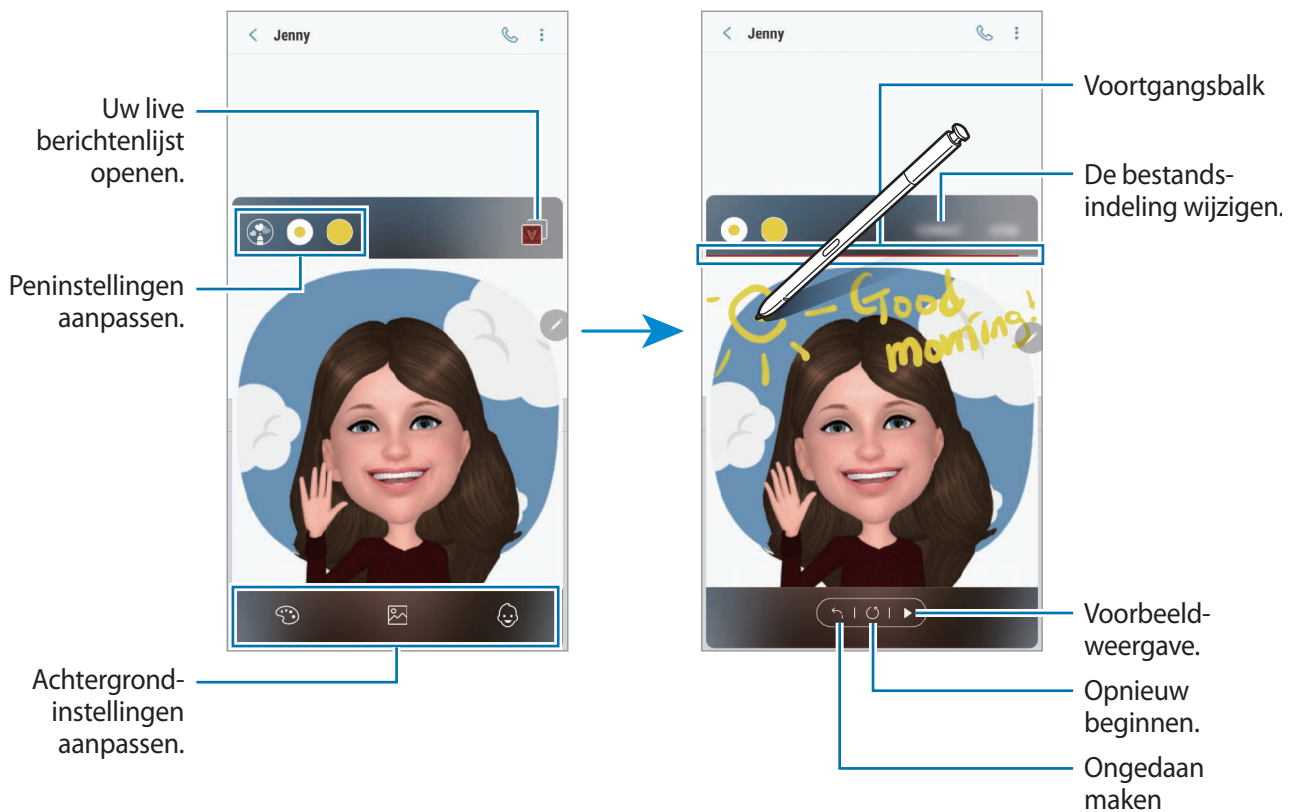 Jenny
Uw live
berichtenlijst
openen.
Peninstellingen
aanpassen.
Achtergrond-
instellingen
aanpassen.
Jenny
Voortgangsbalk
De bestands-
indeling wijzigen.
Good
morning!
Voorbeeld-
weergave.
Opnieuw
beginnen.
Ongedaan
maken